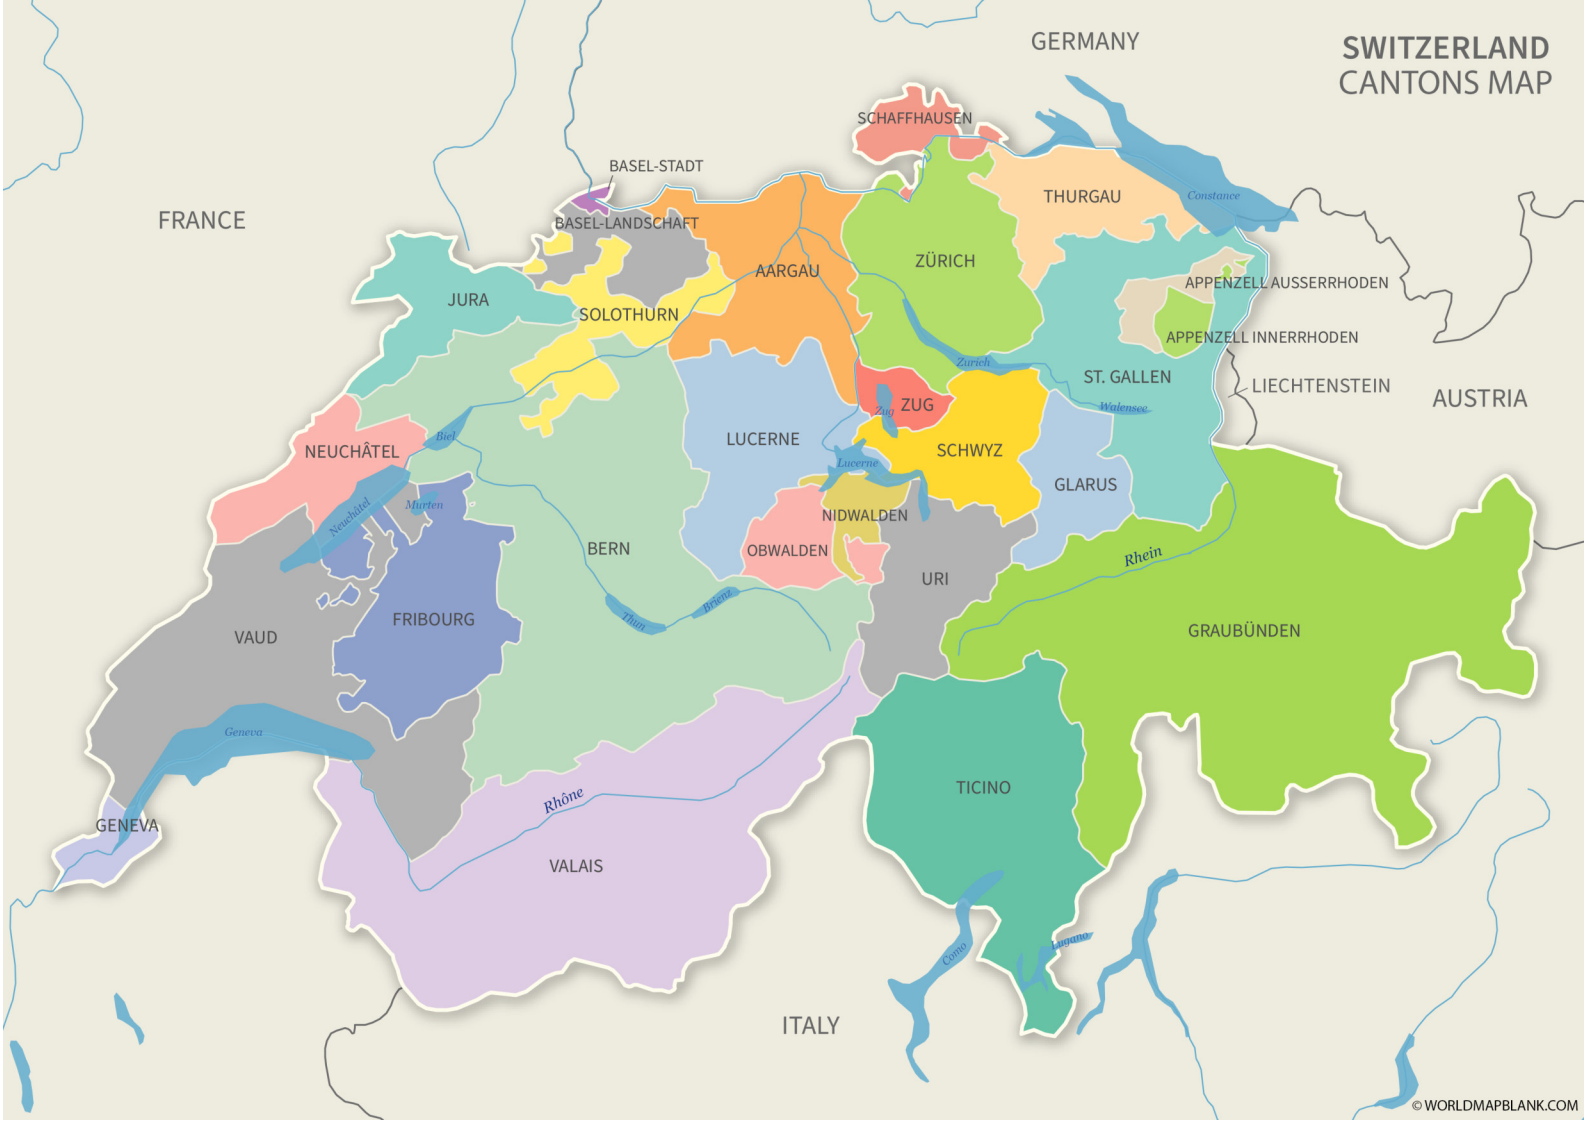 GERMANY
SWITZERLAND
CANTONS MAP
SCHAFFHAUSEN
BASEL-STADT
THURGAU
Constance
FRANCE
BASEL-LANDSCHAFT
ZÜRICH
AARGAU
APPENZELL AUSSERRHODEN
JURA
SOLOTHURN
APPENZELL INNERRHODEN
Zurich
ST. GALLEN
LIECHTENSTEIN
AUSTRIA
Walensee
Zug
ZUG
Biel
LUCERNE
NEUCHÂTEL
SCHWYZ
Lucerne
GLARUS
Murten
Neuchâtel
NIDWALDEN
BERN
OBWALDEN
Rhein
URI
Brienz
Thun
FRIBOURG
VAUD
GRAUBÜNDEN
Geneva
TICINO
Rhône
GENEVA
VALAIS
Lugano
Como
ITALY
© WORLDMAPBLANK.COM